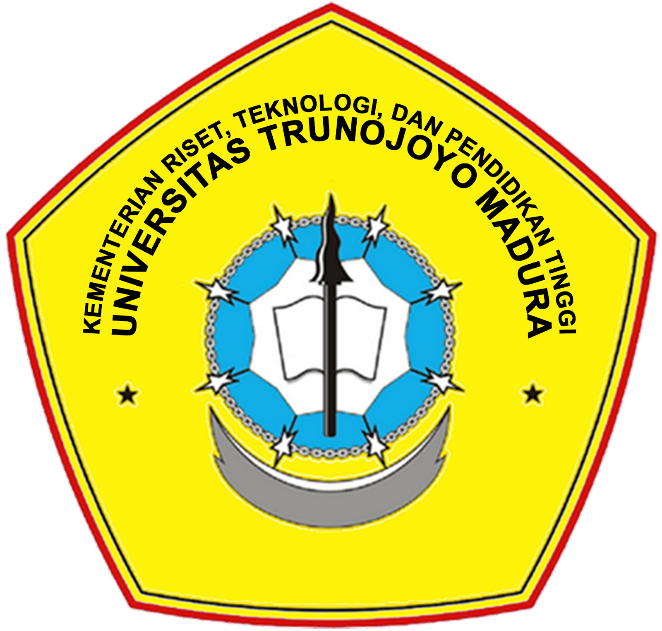 KEMENTERIAN RISET, TEKNOLOGI, DAN PENDIDIKAN TINGGI
UNIVERSITAS TRUNOJOYO MADURA